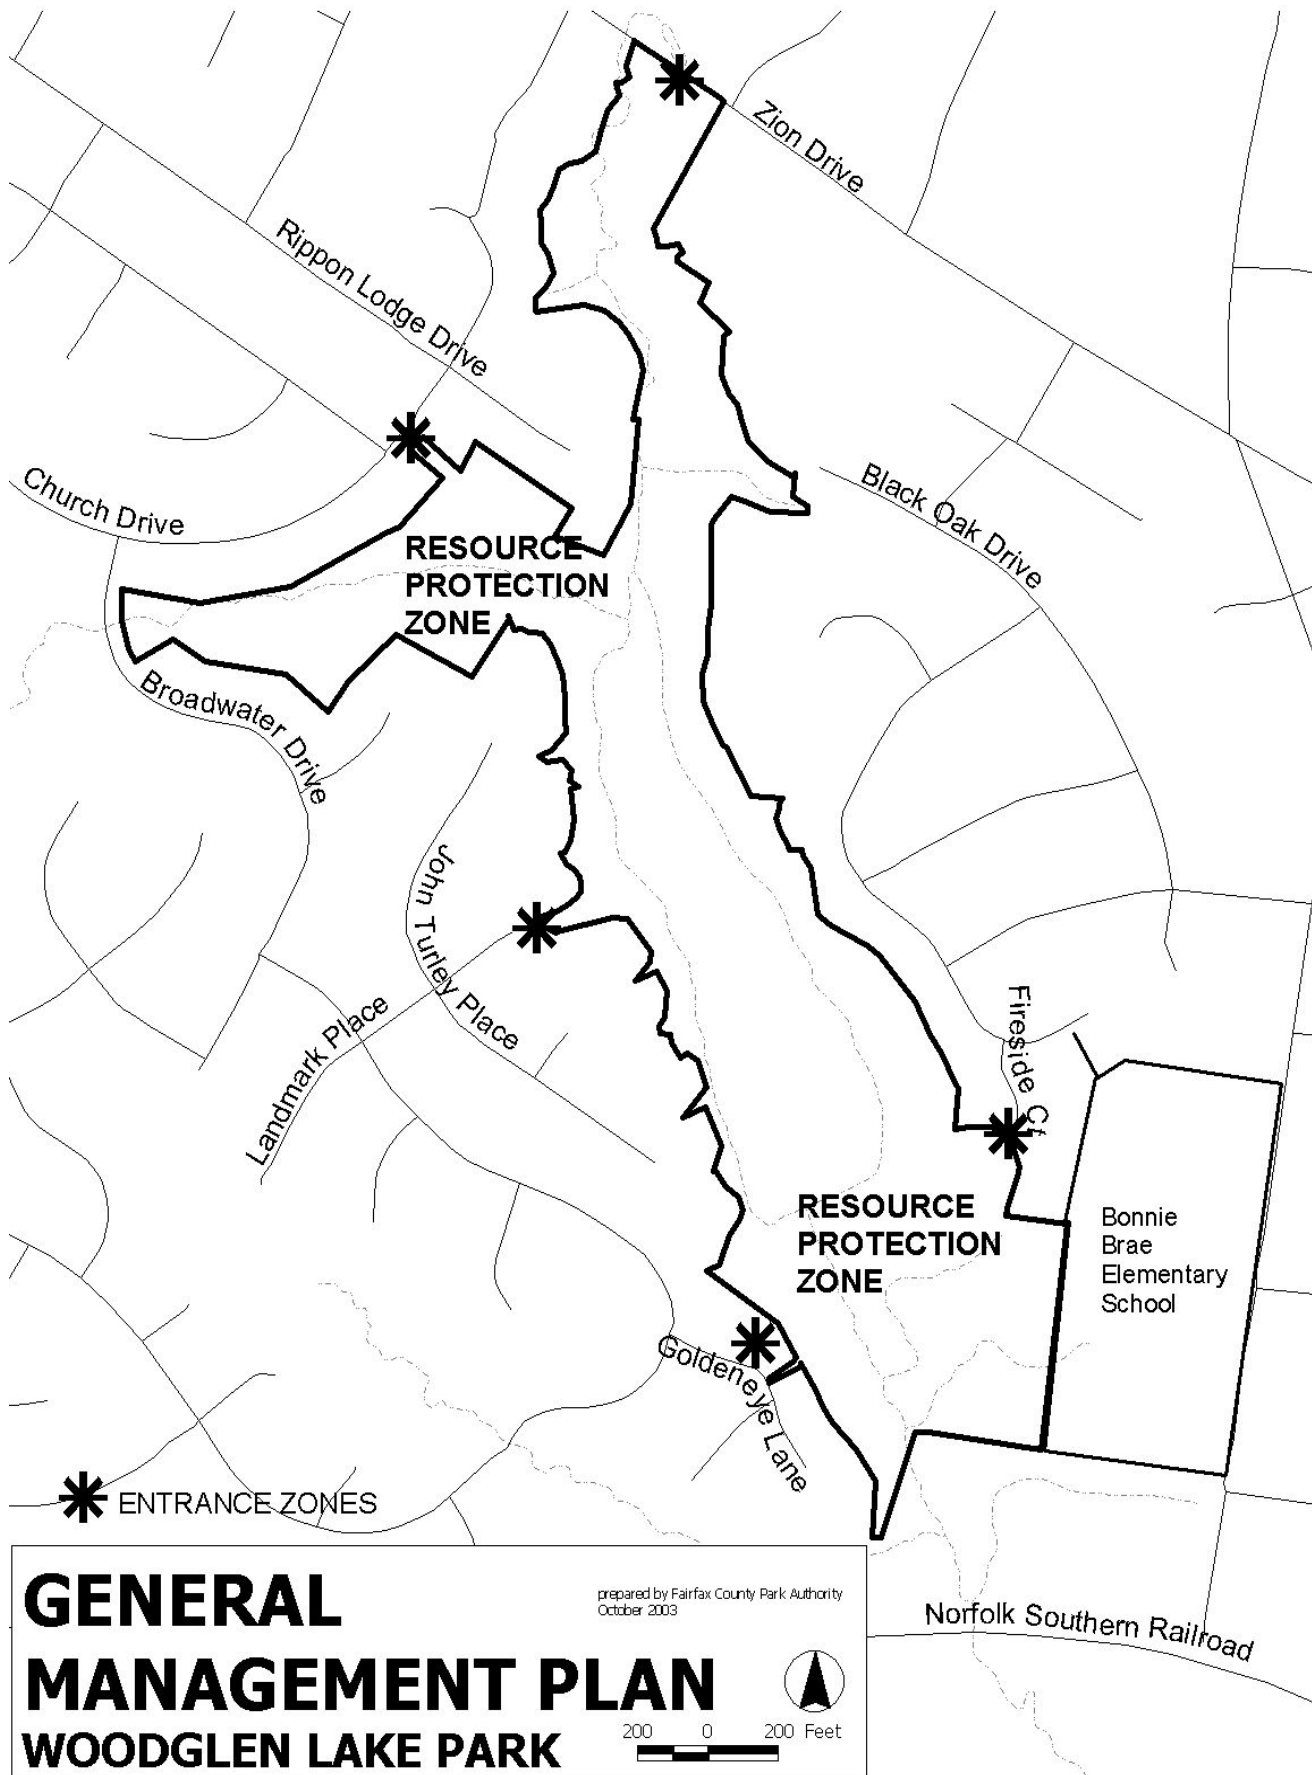 Zion Drive
Rippon Lodge Drive
Church Drive
Black Oak Drive
RESOURCE
PROTECTION
ZONE
Broadwater Drive
John Turley Place
Landmark Place
Fireside Ct
RESOURCE
PROTECTION
ZONE
Bonnie
Brae
Elementary
School
Goldeneye Lane
ENTRANCE ZONES
GENERAL
MANAGEMENT PLAN
WOODGLEN LAKE PARK
prepared by Fairfax County Park Authority
October 2003
200 0 200 Feet
Norfolk Southern Railroad